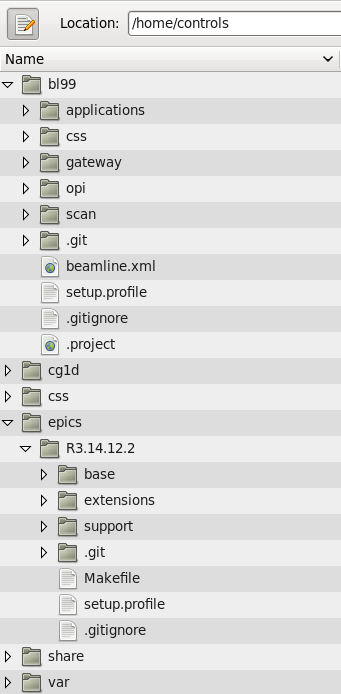 Location: /home/controls
Name
bl99
applications
css
gateway
opi
scan
.git
beamline.xml
setup.profile
.gitignore
.project
cg1d
css
epics
R3.14.12.2
base
extensions
support
.git
Makefile
setup.profile
.gitignore
share
var